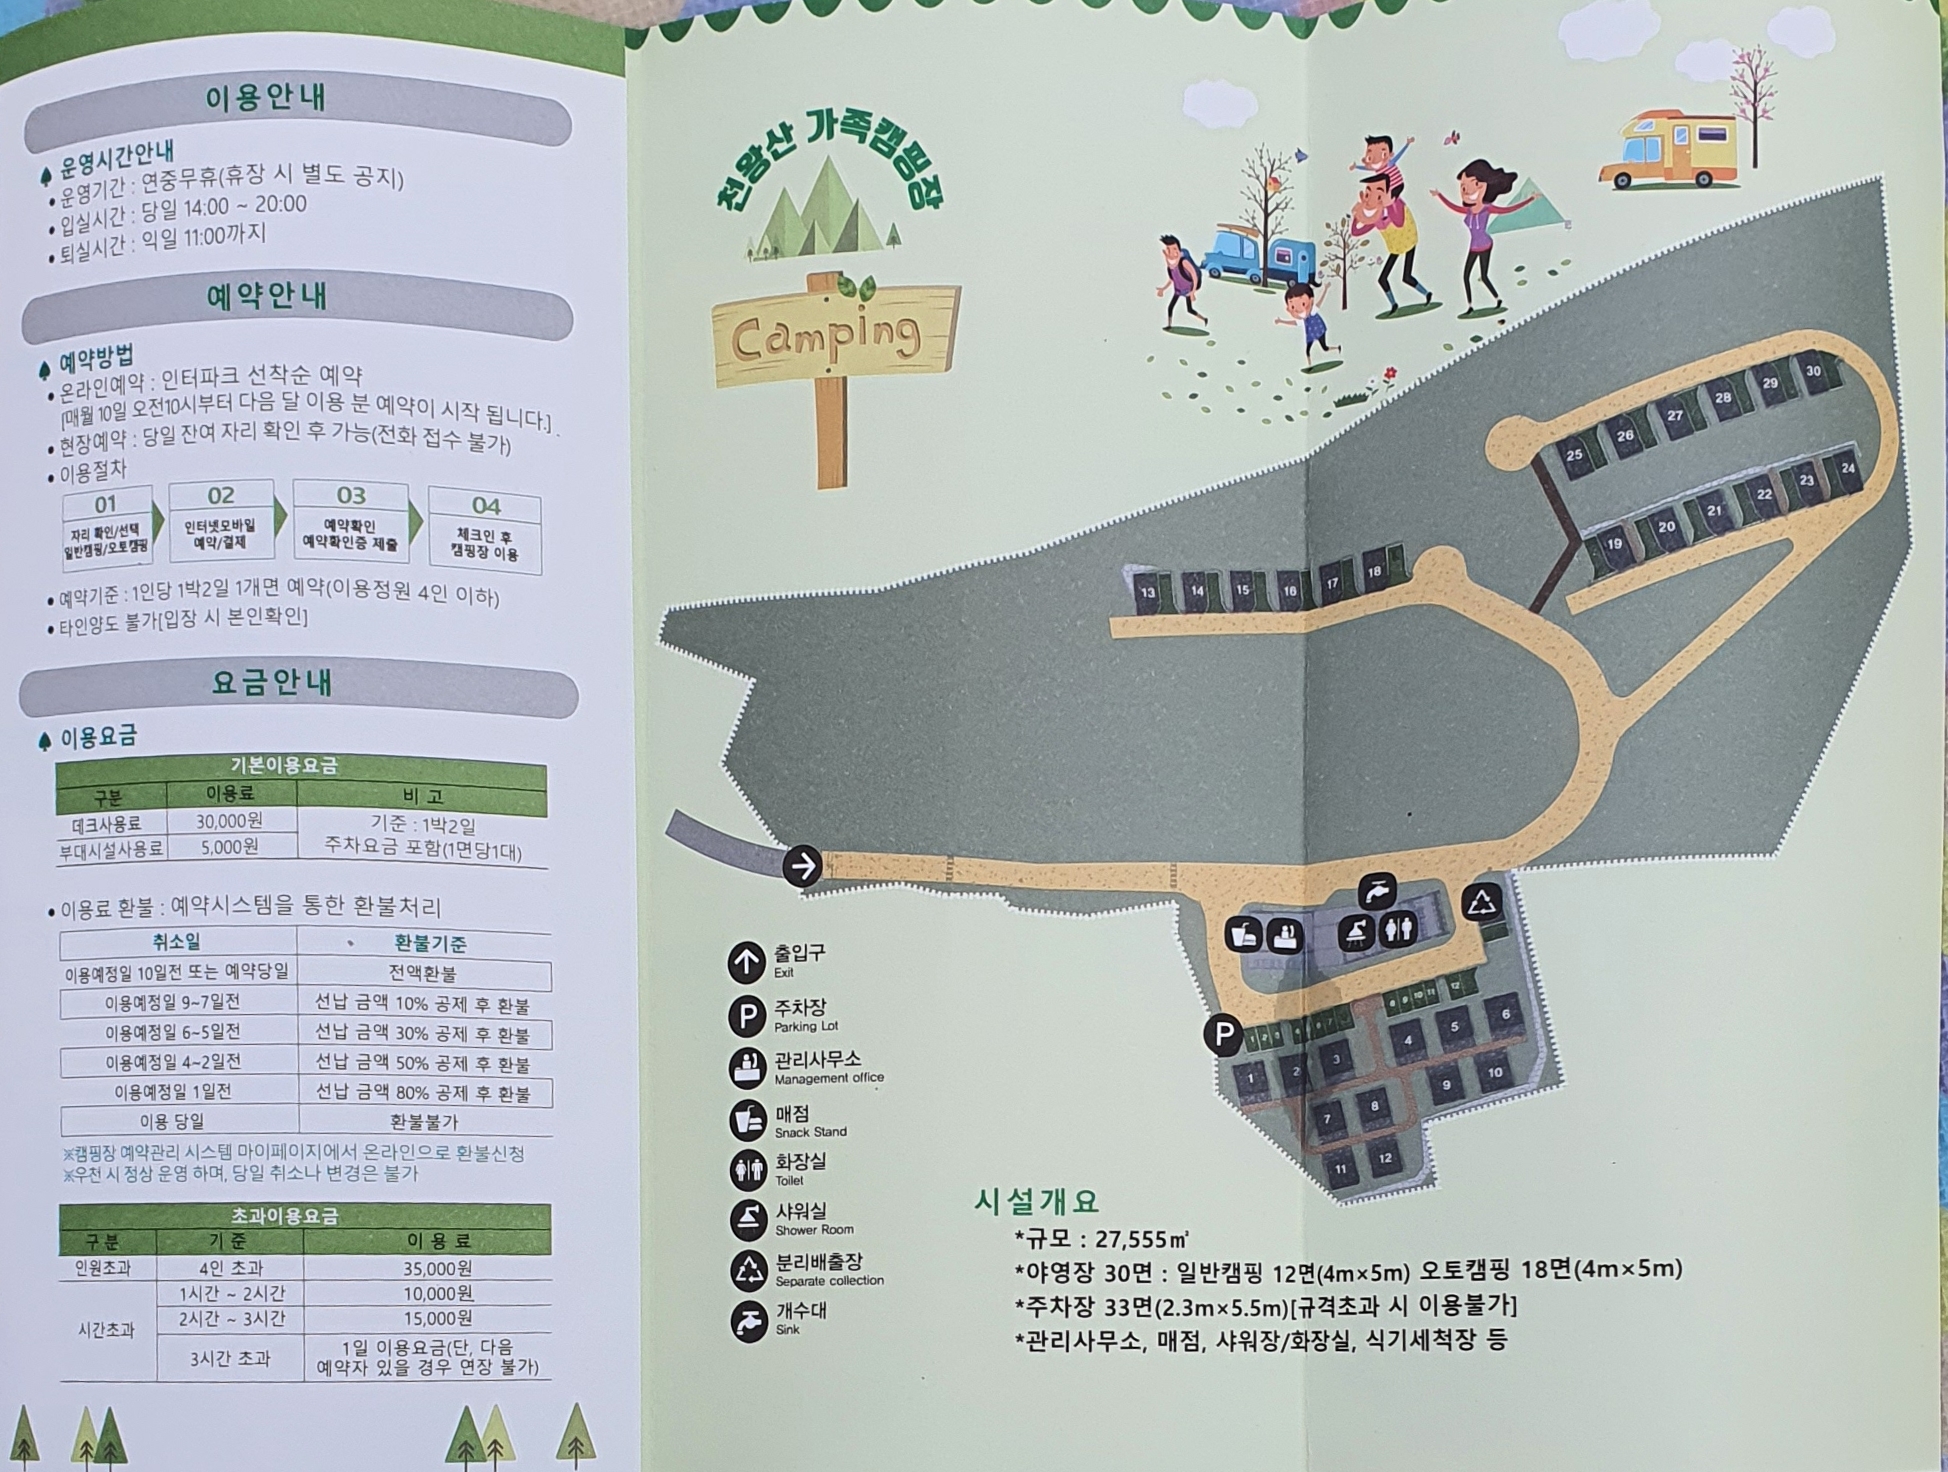 이용안내
운영시간안내
• 운영기간 : 연중무휴(휴장 시 별도 공지)
• 입실시간 : 당일 14:00 ~ 20:00
• 퇴실시간 : 익일 11:00까지
예약안내
예약방법
• 온라인예약 : 인터파크 선착순 예약
[매월 10일 오전10시부터 다음 달 이용 분 예약이 시작 됩니다.]
• 현장예약 : 당일 잔여 자리 확인 후 가능(전화 접수 불가)
• 이용절차
01 02 03 04
자리 확인/선택 인터넷모바일 예약확인 체크인 후
일반캠핑/오토캠핑 예약/결제 예약확인증 제출 캠핑장 이용
• 예약기준 : 1인당 1박2일 1개면 예약(이용정원 4인 이하)
• 타인양도 불가[입장 시 본인확인]
요금안내
이용요금
기본이용요금
구분 이용료 비 고
데크사용료 30,000원 기준 : 1박2일
부대시설사용료 5,000원 주차요금 포함(1면당1대)
• 이용료 환불 : 예약시스템을 통한 환불처리
취소일 환불기준
이용예정일 10일전 또는 예약당일 전액환불
이용예정일 9~7일전 선납 금액 10% 공제 후 환불
이용예정일 6~5일전 선납 금액 30% 공제 후 환불
이용예정일 4~2일전 선납 금액 50% 공제 후 환불
이용예정일 1일전 선납 금액 80% 공제 후 환불
이용 당일 환불불가
※캠핑장 예약관리 시스템 마이페이지에서 온라인으로 환불신청
※우천 시 정상 운영 하며, 당일 취소나 변경은 불가
초과이용요금
구 분 기 준 이 용 료
인원초과 4인 초과 35,000원
시간초과 1시간 ~ 2시간 10,000원
2시간 ~ 3시간 15,000원
3시간 초과 1일 이용요금(단, 다음
예약자 있을 경우 연장 불가)
천왕산 가족캠핑장
Camping
25 26 27 28 29 30
19 20 21 22 23 24
13 14 15 16 17 18
P
8 9 10 11 12
1 2 3 4 5 6
7 8 9 10
11 12
출입구
Exit
P 주차장
Parking Lot
관리사무소
Management office
매점
Snack Stand
화장실
Toilet
샤워실
Shower Room
분리배출장
Separate collection
개수대
Sink
시설개요
*규모 : 27,555㎡
*야영장 30면 : 일반캠핑 12면(4m×5m) 오토캠핑 18면(4m×5m)
*주차장 33면(2.3m×5.5m)[규격초과 시 이용불가]
*관리사무소, 매점, 샤워장/화장실, 식기세척장 등